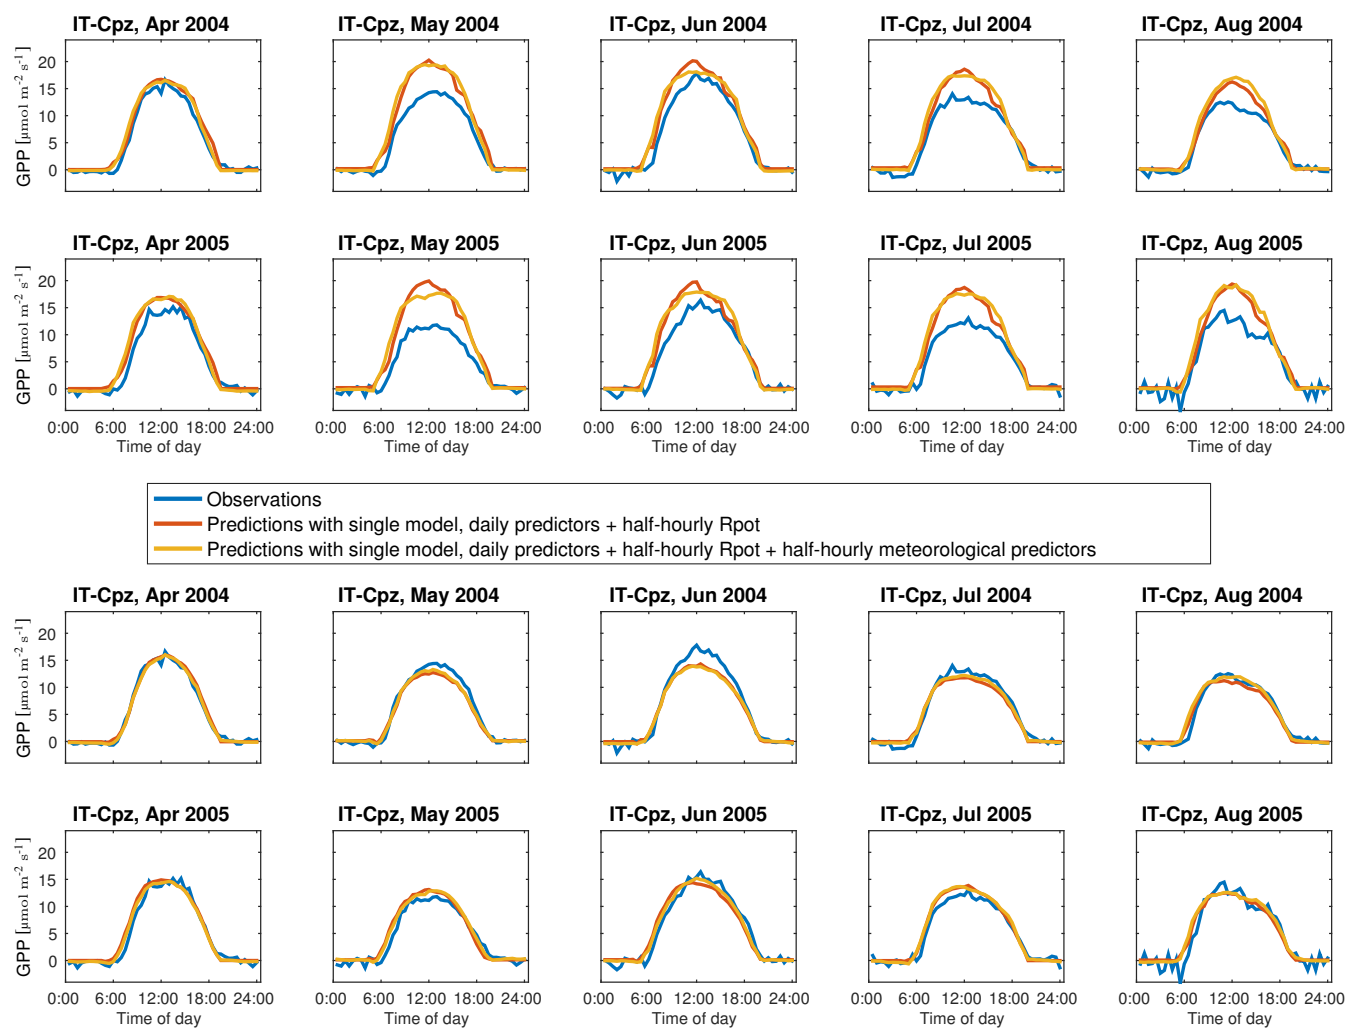 IT-Cpz, Apr 2004 IT-Cpz, May 2004 IT-Cpz, Jun 2004 IT-Cpz, Jul 2004 IT-Cpz, Aug 2004
20
15
10
5
0
GPP [μmol m⁻² s⁻¹]
IT-Cpz, Apr 2005 IT-Cpz, May 2005 IT-Cpz, Jun 2005 IT-Cpz, Jul 2005 IT-Cpz, Aug 2005
20
15
10
5
0
GPP [μmol m⁻² s⁻¹]
0:00 6:00 12:00 18:00 24:00 0:00 6:00 12:00 18:00 24:00 0:00 6:00 12:00 18:00 24:00 0:00 6:00 12:00 18:00 24:00 0:00 6:00 12:00 18:00 24:00
Time of day Time of day Time of day Time of day Time of day
Observations
Predictions with single model, daily predictors + half-hourly Rpot
Predictions with single model, daily predictors + half-hourly Rpot + half-hourly meteorological predictors
IT-Cpz, Apr 2004 IT-Cpz, May 2004 IT-Cpz, Jun 2004 IT-Cpz, Jul 2004 IT-Cpz, Aug 2004
20
15
10
5
0
GPP [μmol m⁻² s⁻¹]
IT-Cpz, Apr 2005 IT-Cpz, May 2005 IT-Cpz, Jun 2005 IT-Cpz, Jul 2005 IT-Cpz, Aug 2005
20
15
10
5
0
GPP [μmol m⁻² s⁻¹]
0:00 6:00 12:00 18:00 24:00 0:00 6:00 12:00 18:00 24:00 0:00 6:00 12:00 18:00 24:00 0:00 6:00 12:00 18:00 24:00 0:00 6:00 12:00 18:00 24:00
Time of day Time of day Time of day Time of day Time of day